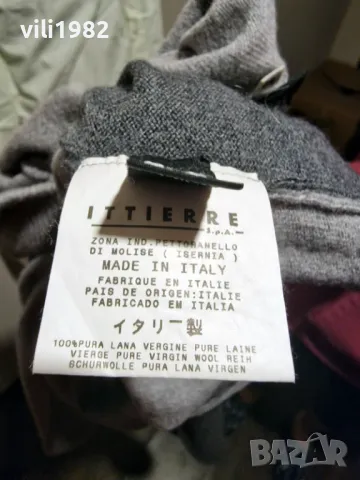 vili1982
ITTIERRE
S.p.A.
ZONA IND.PETTORANELLO
DI MOLISE ( ISERNIA )
MADE IN ITALY
FABRIQUE EN ITALIE
PAIS DE ORIGEN:ITALIE
FABRICADO EM ITALIA
イタリー製
100%PURA LANA VERGINE PURE LAINE
VIERGE PURE VIRGIN WOOL REIH
SCHURWOLLE PURA LANA VIRGEN
BAZAR